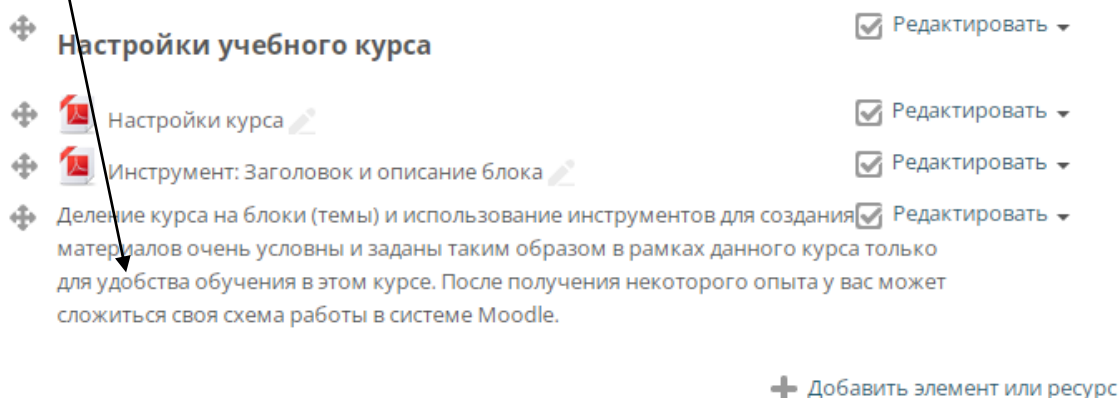 Настройки учебного курса Редактировать
Настройки курса Редактировать
Инструмент: Заголовок и описание блока Редактировать
Деление курса на блоки (темы) и использование инструментов для создания Редактировать
материалов очень условны и заданы таким образом в рамках данного курса только
для удобства обучения в этом курсе. После получения некоторого опыта у вас может
сложиться своя схема работы в системе Moodle.
Добавить элемент или ресурс